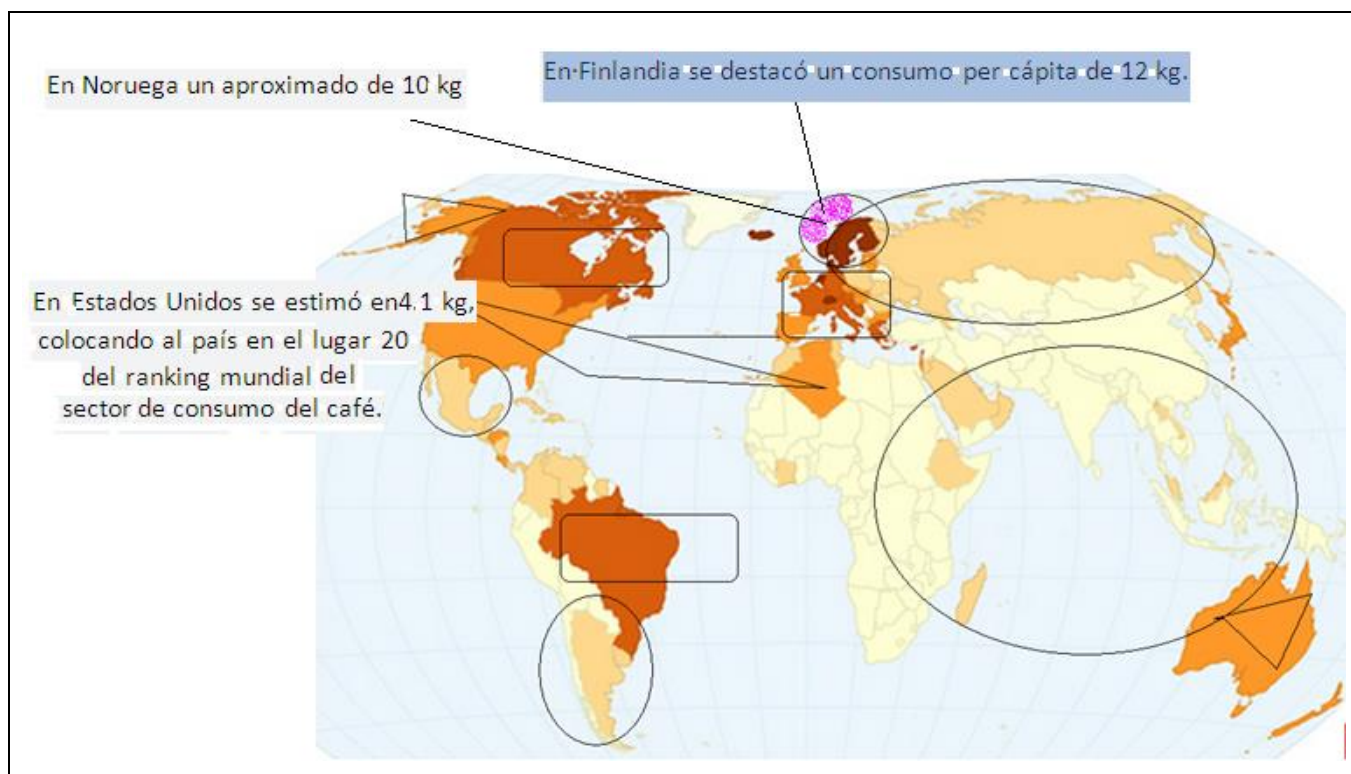 En Noruega un aproximado de 10 kg
En·Finlandia se destacó un consumo per cápita de 12 kg.
En Estados Unidos se estimó en4.1 kg,
colocando al país en el lugar 20
del ranking mundial del
sector de consumo del café.